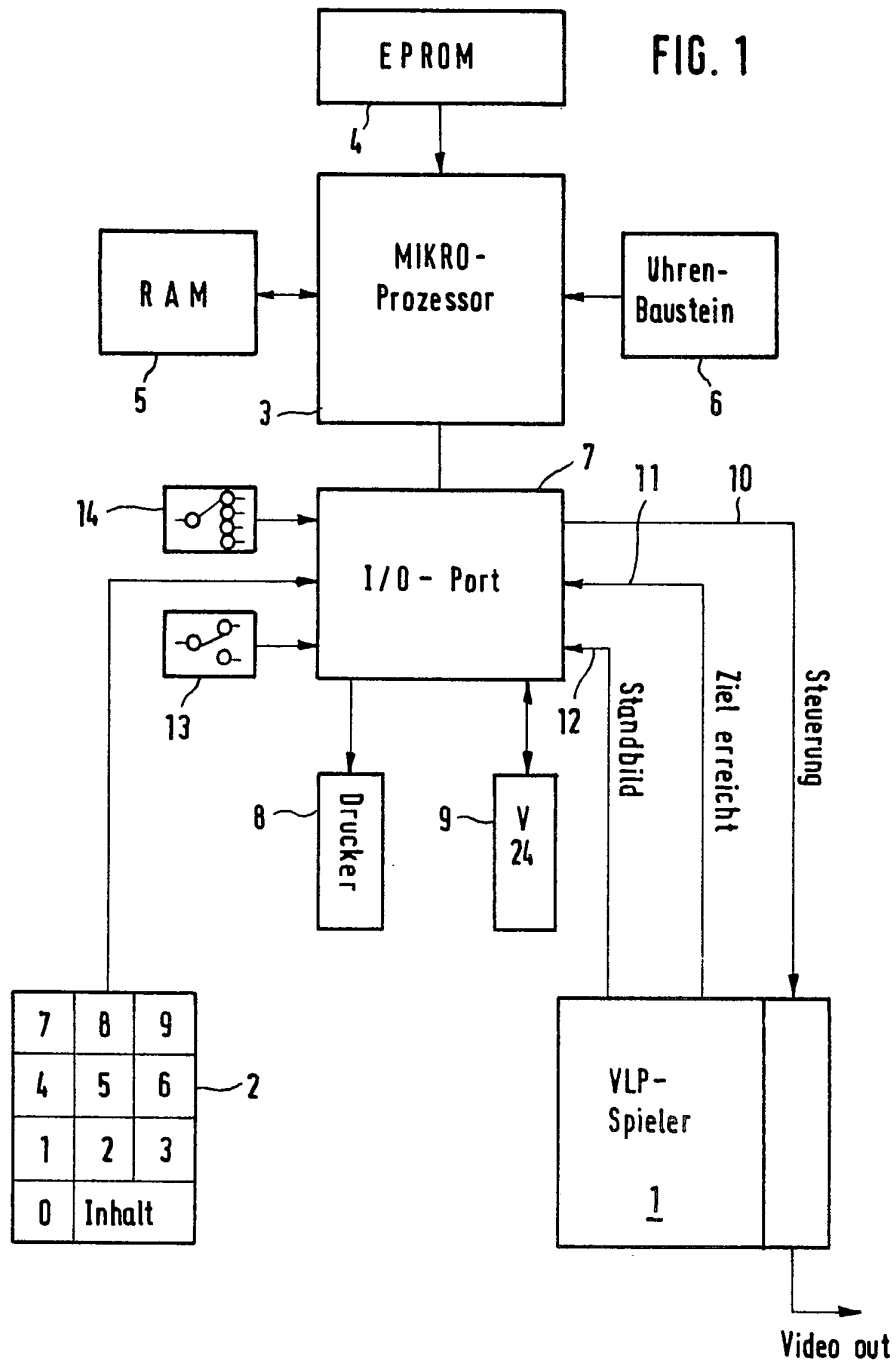 EPROM
FIG. 1
4
RAM
MIKRO-
Prozessor
Uhren-
Baustein
5
3
6
7
14
11
10
I/O - Port
13
12
Standbild
Ziel erreicht
Steuerung
8
Drucker
9
V
24
7 8 9
4 5 6
1 2 3
0 Inhalt
2
VLP-
Spieler
1
Video out